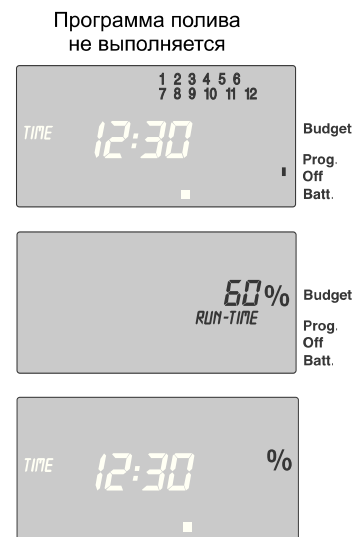 Программа полива
не выполняется
1 2 3 4 5 6
7 8 9 10 11 12
TIME 12:30
Budget
Prog.
Off
Batt.
60% Budget
RUN-TIME
Prog.
Off
Batt.
TIME 12:30 %